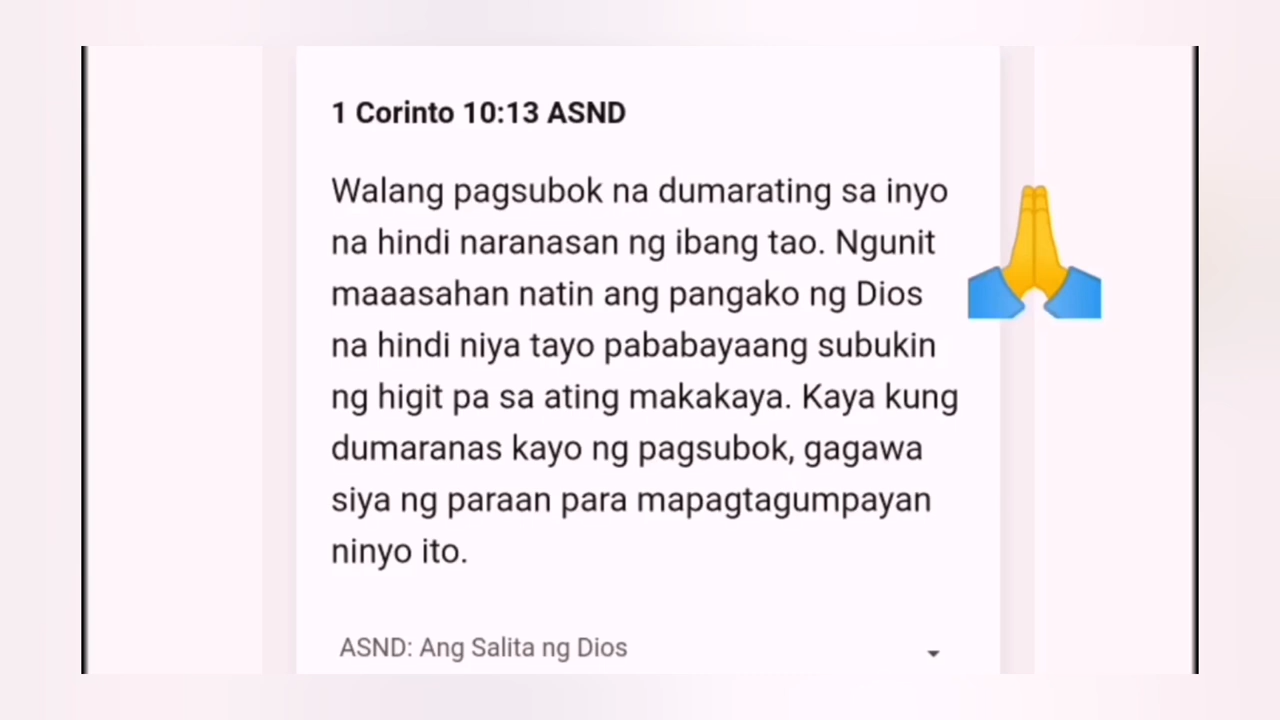 1 Corinto 10:13 ASND
Walang pagsubok na dumarating sa inyo
na hindi naranasan ng ibang tao. Ngunit
maaasahan natin ang pangako ng Dios
na hindi niya tayo pababayaang subukin
ng higit pa sa ating makakaya. Kaya kung
dumaranas kayo ng pagsubok, gagawa
siya ng paraan para mapagtagumpayan
ninyo ito.
ASND: Ang Salita ng Dios